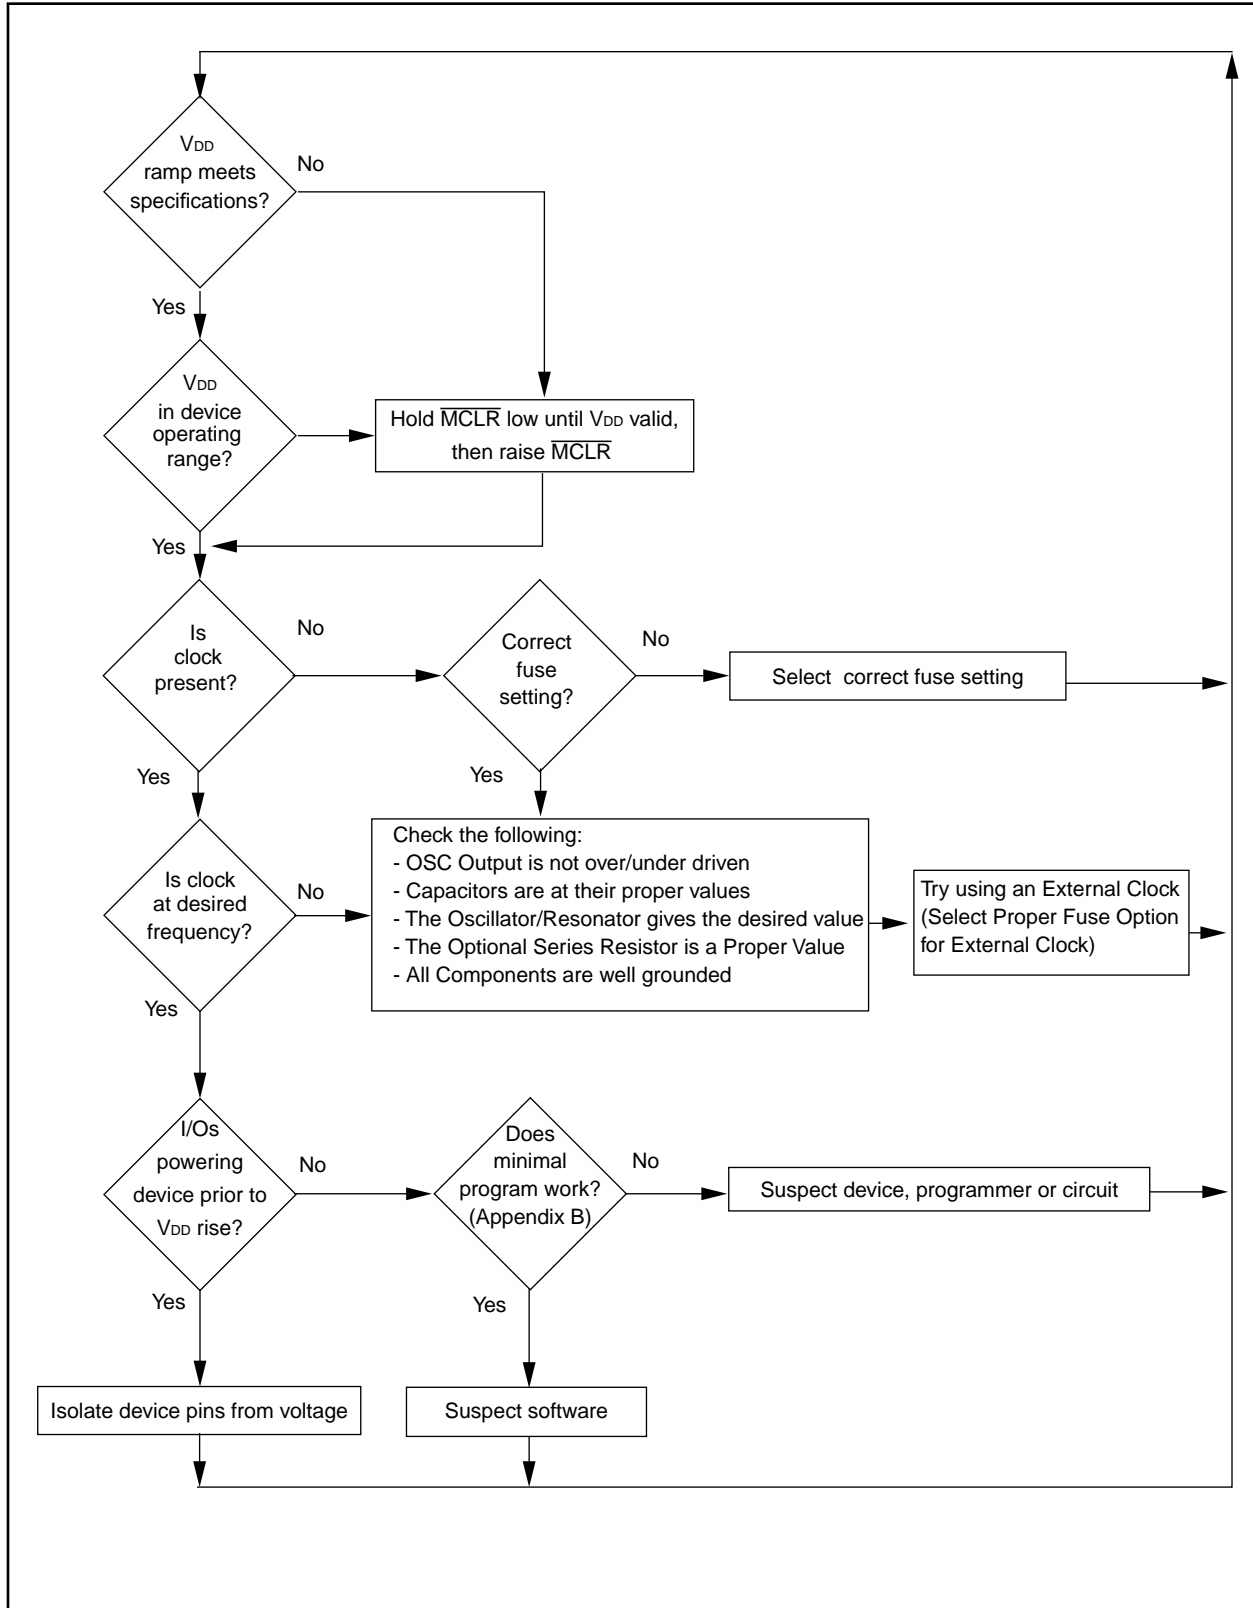 VDD
ramp meets
specifications?
No
Yes
VDD
in device
operating
range?
Hold MCLR low until VDD valid,
then raise MCLR
Yes
Is
clock
present?
No
Correct
fuse
setting?
No
Select correct fuse setting
Yes
Yes
Is clock
at desired
frequency?
No
Check the following:
- OSC Output is not over/under driven
- Capacitors are at their proper values
- The Oscillator/Resonator gives the desired value
- The Optional Series Resistor is a Proper Value
- All Components are well grounded
Try using an External Clock
(Select Proper Fuse Option
for External Clock)
Yes
I/Os
powering
device prior to
VDD rise?
No
Does
minimal
program work?
(Appendix B)
No
Suspect device, programmer or circuit
Yes
Yes
Isolate device pins from voltage
Suspect software